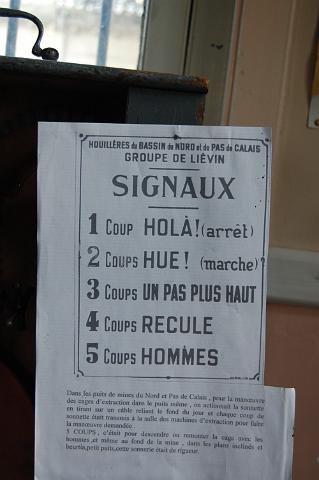 HOUILLÈRES du BASSIN du NORD et du PAS DE CALAIS
GROUPE DE LIÉVIN
SIGNAUX
1 COUP HOLÀ! (arrêt)
2 COUPS HUE! (marche)
3 COUPS UN PAS PLUS HAUT
4 COUPS RECULE
5 COUPS HOMMES
Dans les puits de mines du Nord et Pas de Calais , pour la manœuvre
des cages d'extraction dans le puits même , on actionnait la sonnette
en tirant sur un câble reliant le fond du jour et chaque coup de
sonnette était transmis à la salle des machines d'extraction pour faire
la manœuvre demandée .
5 COUPS , c'était pour descendre ou remonter la cage avec les
hommes ,et même au fond de la mine , dans les plans inclinés et
beurtia,petit puits,cette sonnerie était de rigueur.